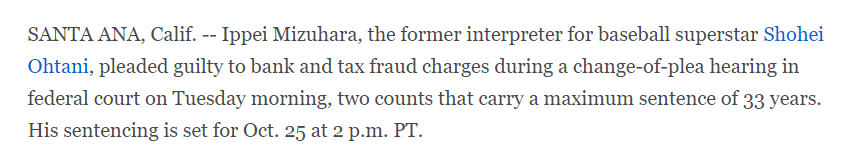 SANTA ANA, Calif. -- Ippei Mizuhara, the former interpreter for baseball superstar Shohei
Ohtani, pleaded guilty to bank and tax fraud charges during a change-of-plea hearing in
federal court on Tuesday morning, two counts that carry a maximum sentence of 33 years.
His sentencing is set for Oct. 25 at 2 p.m. PT.